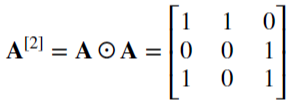 A[2] = A ⊙ A = [1 1 0
0 0 1
1 0 1]